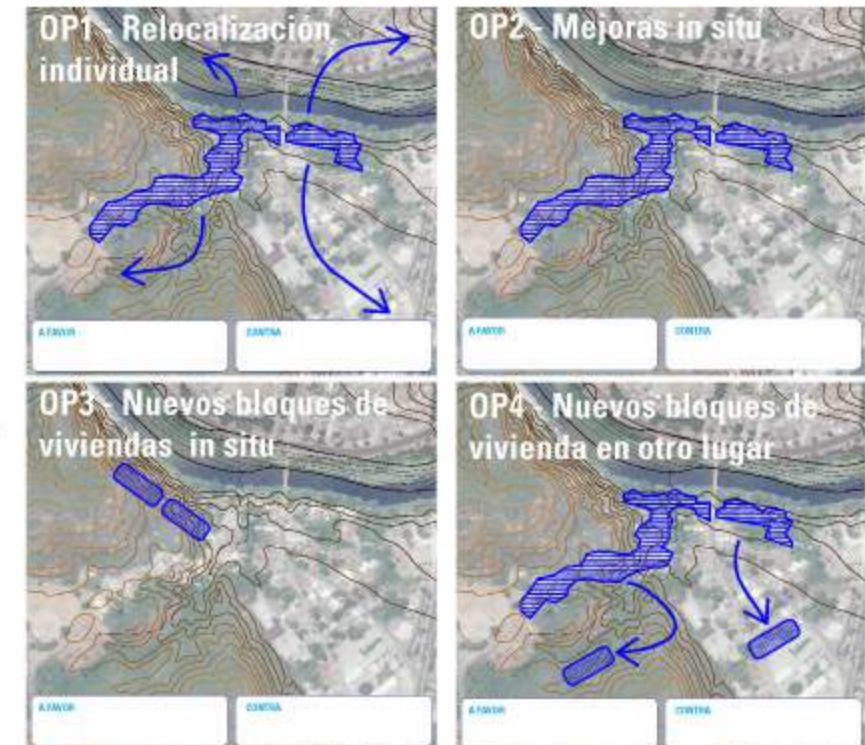 OP1 - Relocalización
individual
A FAVOR
CONTRA
OP2 - Mejoras in situ
A FAVOR
CONTRA
OP3 - Nuevos bloques de
viviendas in situ
A FAVOR
CONTRA
OP4 - Nuevos bloques de
vivienda en otro lugar
A FAVOR
CONTRA